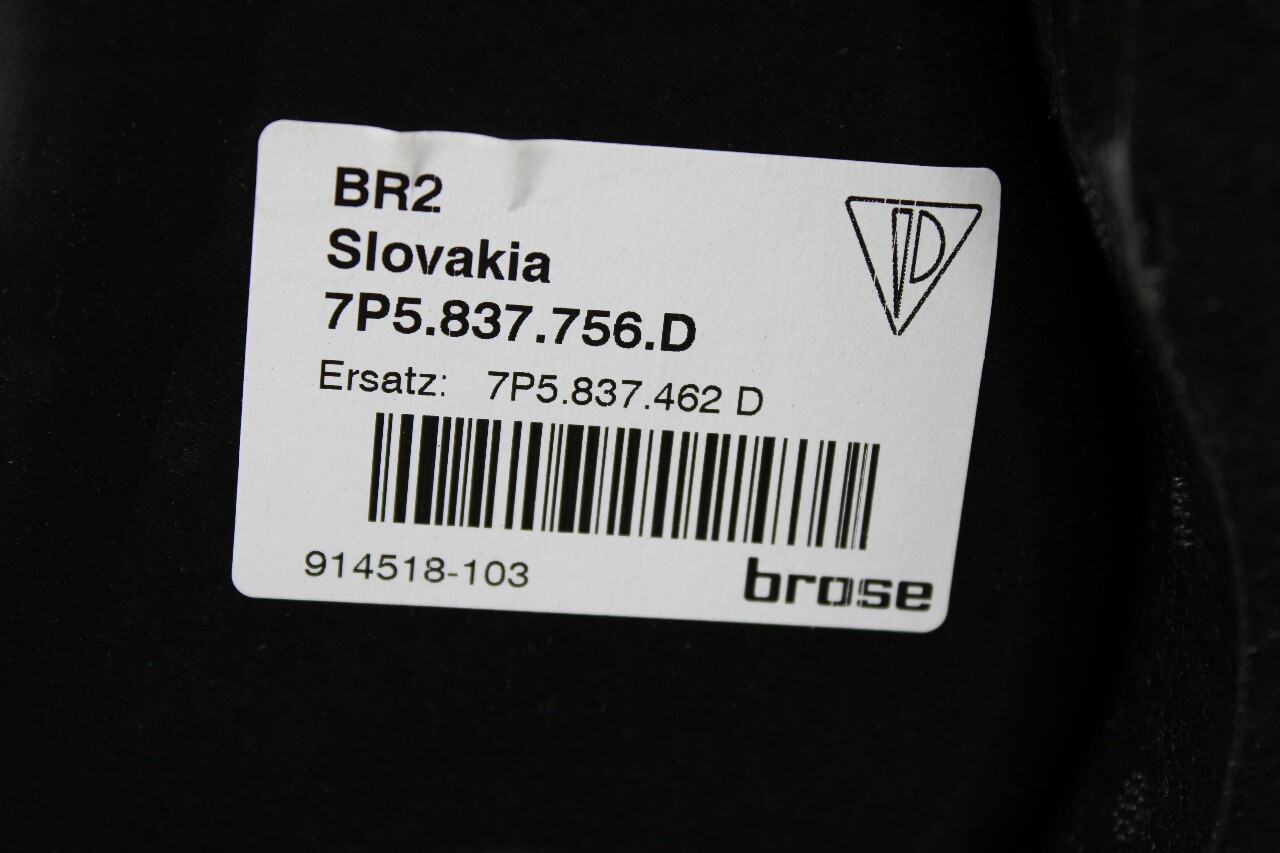 BR2
Slovakia
7P5.837.756.D
Ersatz: 7P5.837.462 D
914518-103
brose